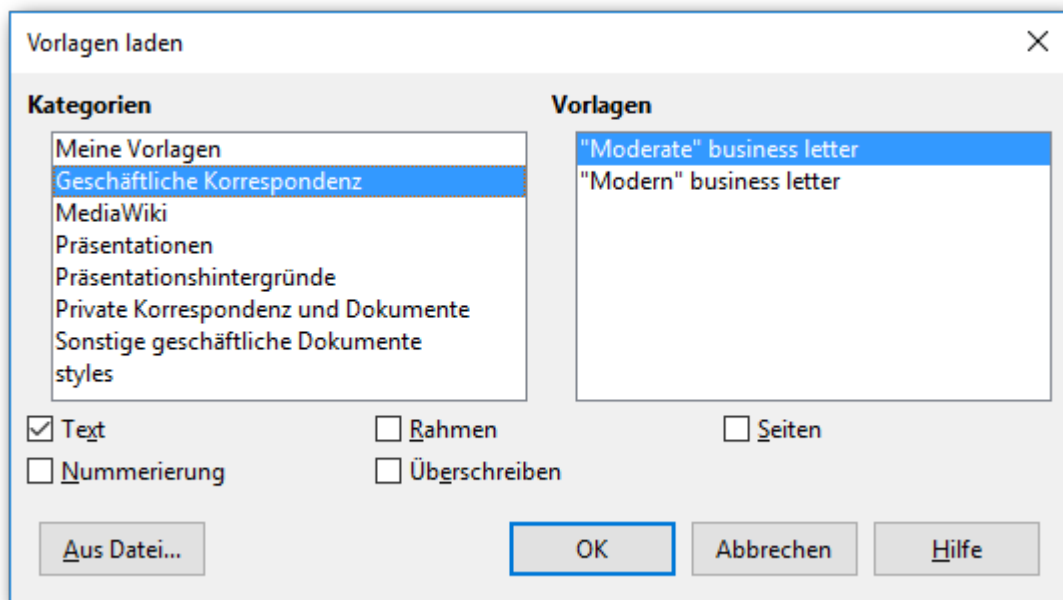 Vorlagen laden
Kategorien
Meine Vorlagen
Geschäftliche Korrespondenz
MediaWiki
Präsentationen
Präsentationshintergründe
Private Korrespondenz und Dokumente
Sonstige geschäftliche Dokumente
styles
Vorlagen
"Moderate" business letter
"Modern" business letter
Text
Rahmen
Seiten
Nummerierung
Überschreiben
Aus Datei...
OK
Abbrechen
Hilfe